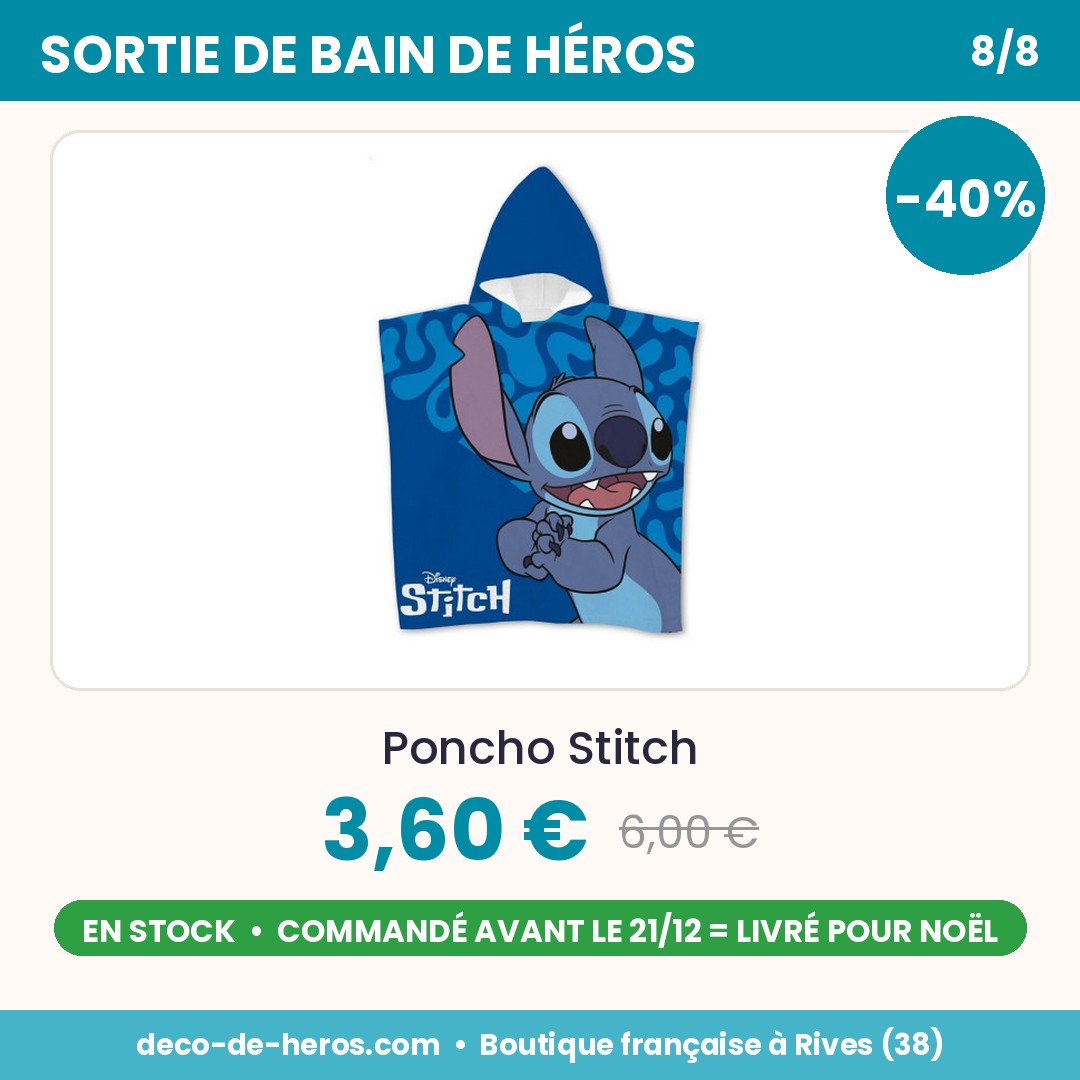 SORTIE DE BAIN DE HÉROS
8/8
-40%
Disney
Stitch
Poncho Stitch
3,60 € 6,00 €
EN STOCK • COMMANDÉ AVANT LE 21/12 = LIVRÉ POUR NOËL
deco-de-heros.com • Boutique française à Rives (38)